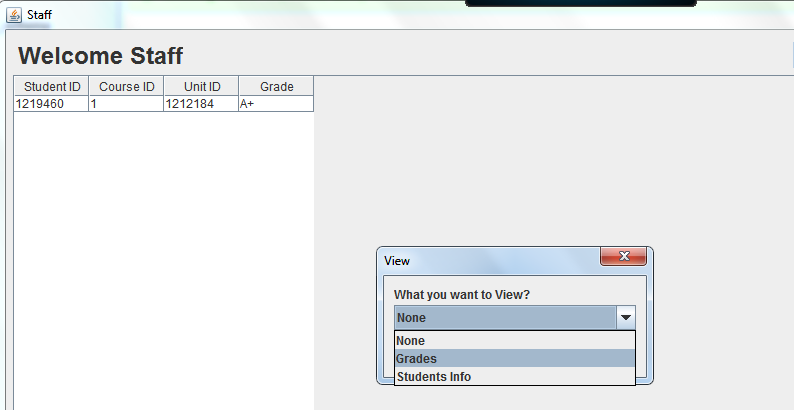 Staff
Welcome Staff
Student ID Course ID Unit ID Grade
1219460 1 1212184 A+
View
What you want to View?
None
None
Grades
Students Info